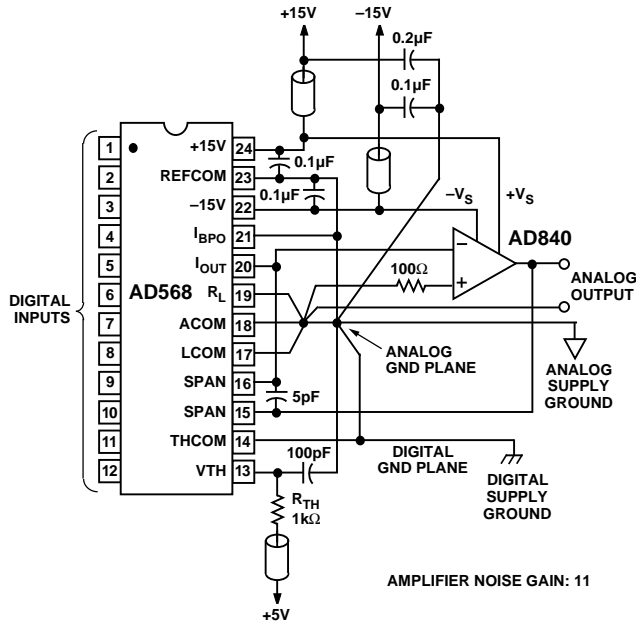 +15V
–15V
0.2µF
0.1µF
1
+15V
24
0.1µF
2
REFCOM
23
0.1µF
3
–15V
22
–VS
+VS
4
IBPO
21
AD840
5
IOUT
20
–
DIGITAL
INPUTS
6
AD568
RL
19
100Ω
+
ANALOG
OUTPUT
7
ACOM
18
8
LCOM
17
ANALOG
GND PLANE
ANALOG
SUPPLY
GROUND
9
SPAN
16
5pF
10
SPAN
15
11
THCOM
14
DIGITAL
GND PLANE
12
VTH
13
100pF
DIGITAL
SUPPLY
GROUND
RTH
1kΩ
AMPLIFIER NOISE GAIN: 11
+5V